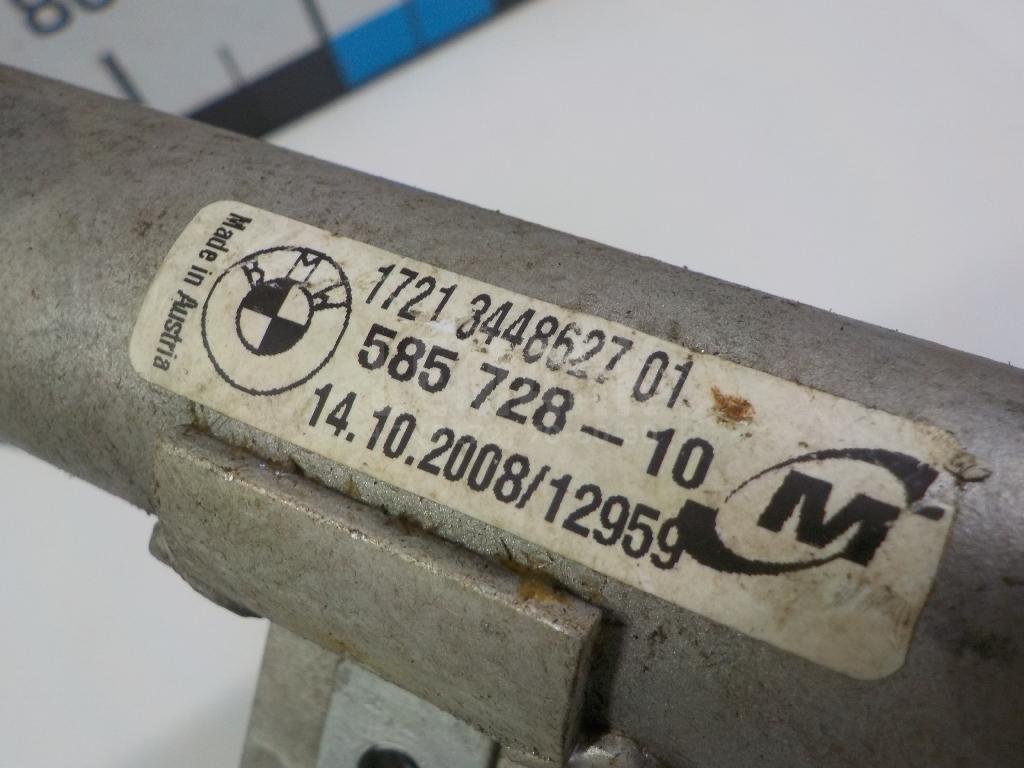 Made in Austria
BMW
1721 3448627 01
585 728-10
14.10.2008/12959
M